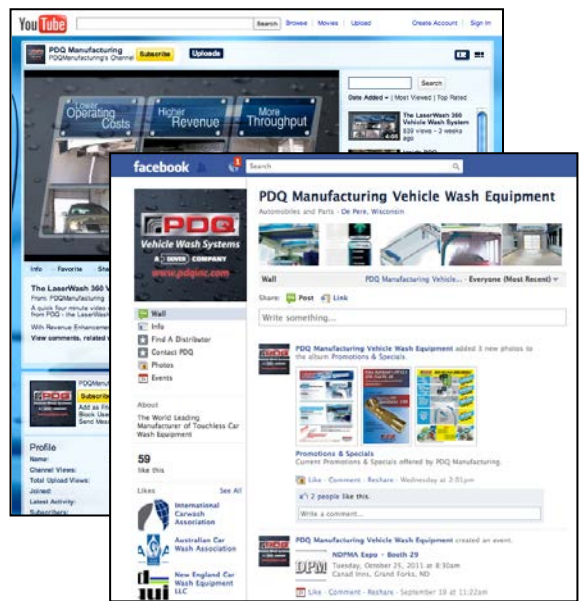 YouTube
Search Browse Movies Upload Create Account Sign In
PDQ Manufacturing
PDQManufacturing's Channel
Subscribe
Uploads
Lower Operating Costs
Higher Revenue
More Throughput
Search
Date Added Most Viewed | Top Rated
The LaserWash 360 Vehicle Wash System
4:05
839 views - 3 weeks ago
Info Favorite
The LaserWash 360
From: PDQManufacturing
A quick four minute video
from PDQ - the LaserWash
With Revenue Enhancemen
View comments, related
PDQManuf
Subscribe
Add as Fri
Block Use
Send Mes
Profile
Name:
Channel Views:
Total Upload Views:
Joined:
Latest Activity:
Subscribers:
facebook
1
Search
PDQ
Vehicle Wash Systems
A DOVER COMPANY
www.pdqinc.com
Wall
Info
Find A Distributor
Contact PDQ
Photos
Events
About
The World Leading
Manufacturer of Touchless Car
Wash Equipment
59
like this
Likes See All
International
Carwash
Association
Australian Car
Wash Association
New England Car
Wash Equipment
LLC
PDQ Manufacturing Vehicle Wash Equipment
Automobiles and Parts · De Pere, Wisconsin
Wall PDQ Manufacturing Vehicle... · Everyone (Most Recent)
Share: Post Link
Write something...
PDQ Manufacturing Vehicle Wash Equipment added 3 new photos to
the album Promotions & Specials.
Promotions & Specials
Current Promotions & Specials offered by PDQ Manufacturing.
Like · Comment · Reshare · Wednesday at 2:01pm
2 people like this.
Write a comment...
PDQ Manufacturing Vehicle Wash Equipment created an event.
NDPMA Expo - Booth 29
Tuesday, October 25, 2011 at 8:30am
Canad Inns, Grand Forks, ND
Like · Comment · Reshare · September 19 at 11:22am